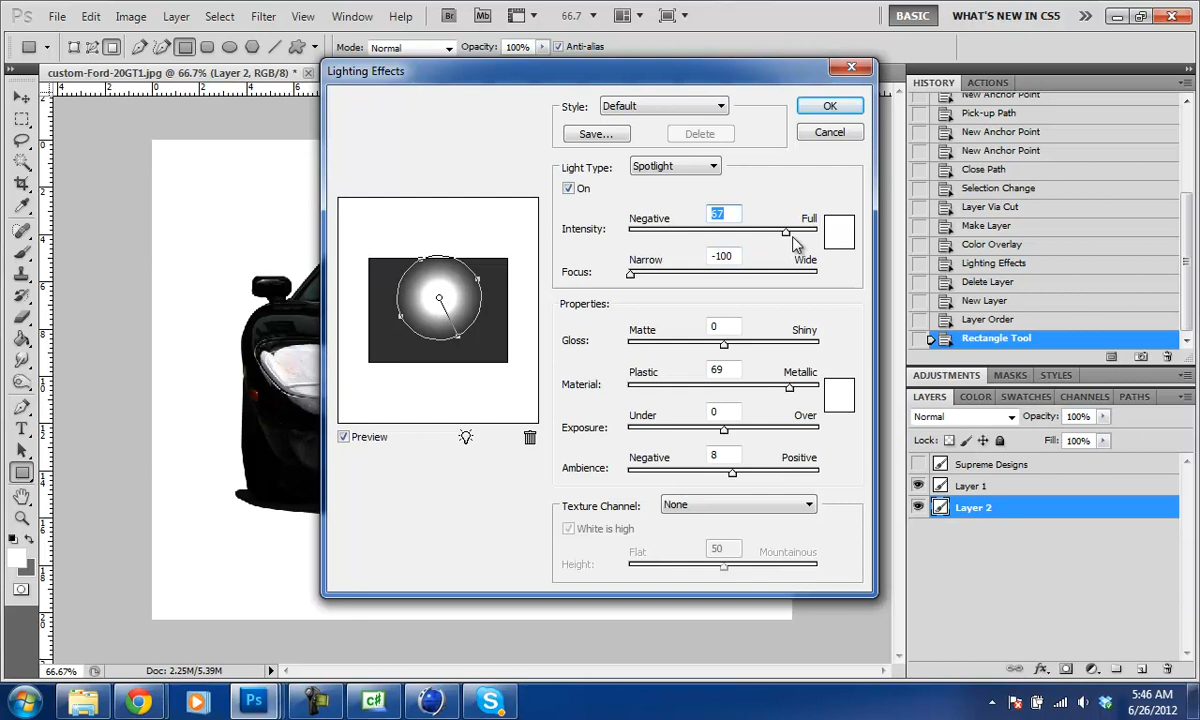 Ps File Edit Image Layer Select Filter View Window Help Br Mb 66.7 BASIC WHAT'S NEW IN CS5
Mode: Normal Opacity: 100% Anti-alias
custom-Ford-20GT1.jpg @ 66.7% (Layer 2, RGB/8) *
Lighting Effects
Style: Default OK
Save... Delete Cancel
Light Type: Spotlight
On
Negative 67 Full
Intensity:
Narrow -100 Wide
Focus:
Properties:
Matte 0 Shiny
Gloss:
Plastic 69 Metallic
Material:
Under 0 Over
Exposure:
Negative 8 Positive
Ambience:
Preview
Texture Channel: None
White is high
Flat 50 Mountainous
Height:
HISTORY ACTIONS
New Anchor Point
Pick-up Path
New Anchor Point
New Anchor Point
Close Path
Selection Change
Layer Via Cut
Make Layer
Color Overlay
Lighting Effects
Delete Layer
New Layer
Layer Order
Rectangle Tool
ADJUSTMENTS MASKS STYLES
LAYERS COLOR SWATCHES CHANNELS PATHS
Normal Opacity: 100%
Lock: Fill: 100%
Supreme Designs
Layer 1
Layer 2
66.67% Doc: 2.25M/5.39M
Ps C# S
5:46 AM
6/26/2012